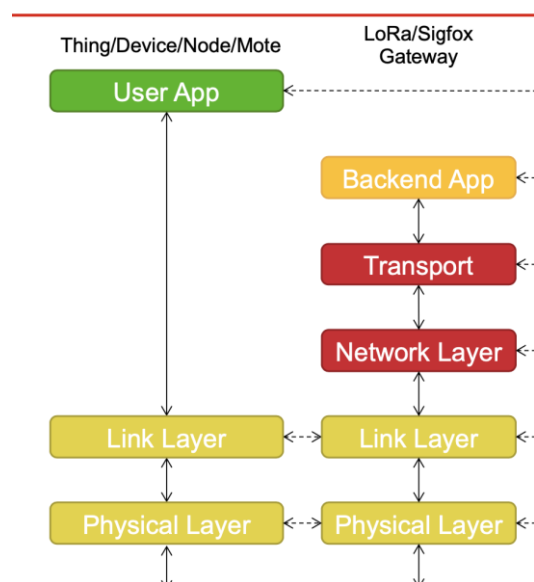 Thing/Device/Node/Mote
LoRa/Sigfox
Gateway
User App
Backend App
Transport
Network Layer
Link Layer
Link Layer
Physical Layer
Physical Layer